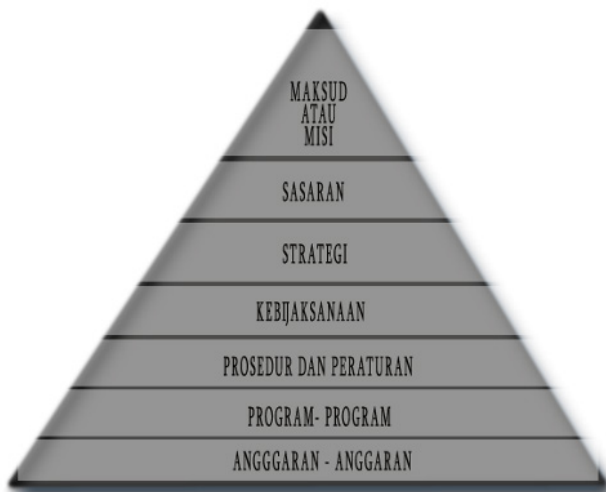 MAKSUD
ATAU
MISI
SASARAN
STRATEGI
KEBIJAKSANAAN
PROSEDUR DAN PERATURAN
PROGRAM- PROGRAM
ANGGGARAN - ANGGARAN